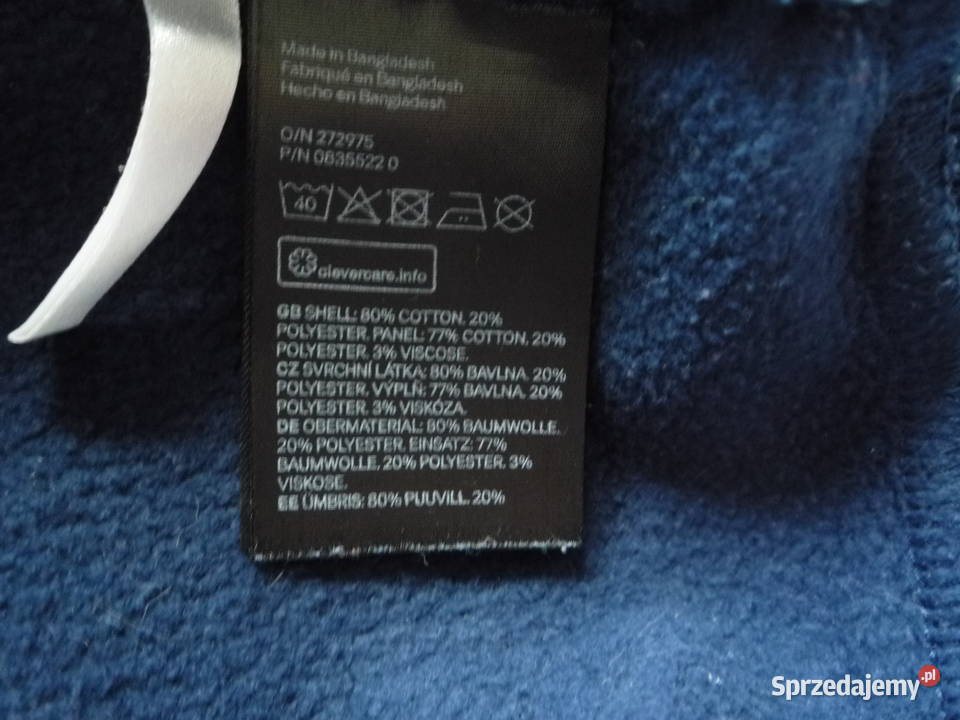 Made in Bangladesh
Fabriqué en Bangladesh
Hecho en Bangladesh
O/N 272975
P/N 0835522 0
40
clevercare.info
GB SHELL: 80% COTTON, 20%
POLYESTER. PANEL: 77% COTTON, 20%
POLYESTER, 3% VISCOSE.
CZ SVRCHNÍ LÁTKA: 80% BAVLNA, 20%
POLYESTER. VÝPLŇ: 77% BAVLNA, 20%
POLYESTER, 3% VISKÓZA.
DE OBERMATERIAL: 80% BAUMWOLLE,
20% POLYESTER. EINSATZ: 77%
BAUMWOLLE, 20% POLYESTER, 3%
VISKOSE.
EE ÜMBRIS: 80% PUUVILL, 20%
Sprzedajemy.pl